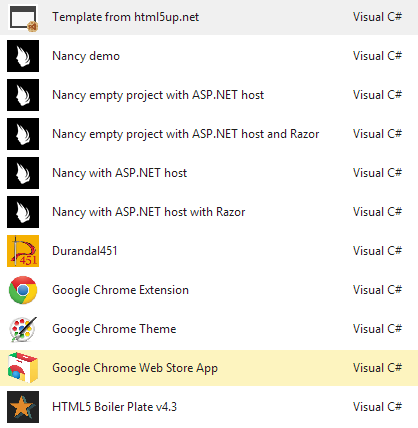 Template from html5up.net Visual C#
Nancy demo Visual C#
Nancy empty project with ASP.NET host Visual C#
Nancy empty project with ASP.NET host and Razor Visual C#
Nancy with ASP.NET host Visual C#
Nancy with ASP.NET host with Razor Visual C#
451
Durandal451 Visual C#
Google Chrome Extension Visual C#
Google Chrome Theme Visual C#
Google Chrome Web Store App Visual C#
HTML5 Boiler Plate v4.3 Visual C#